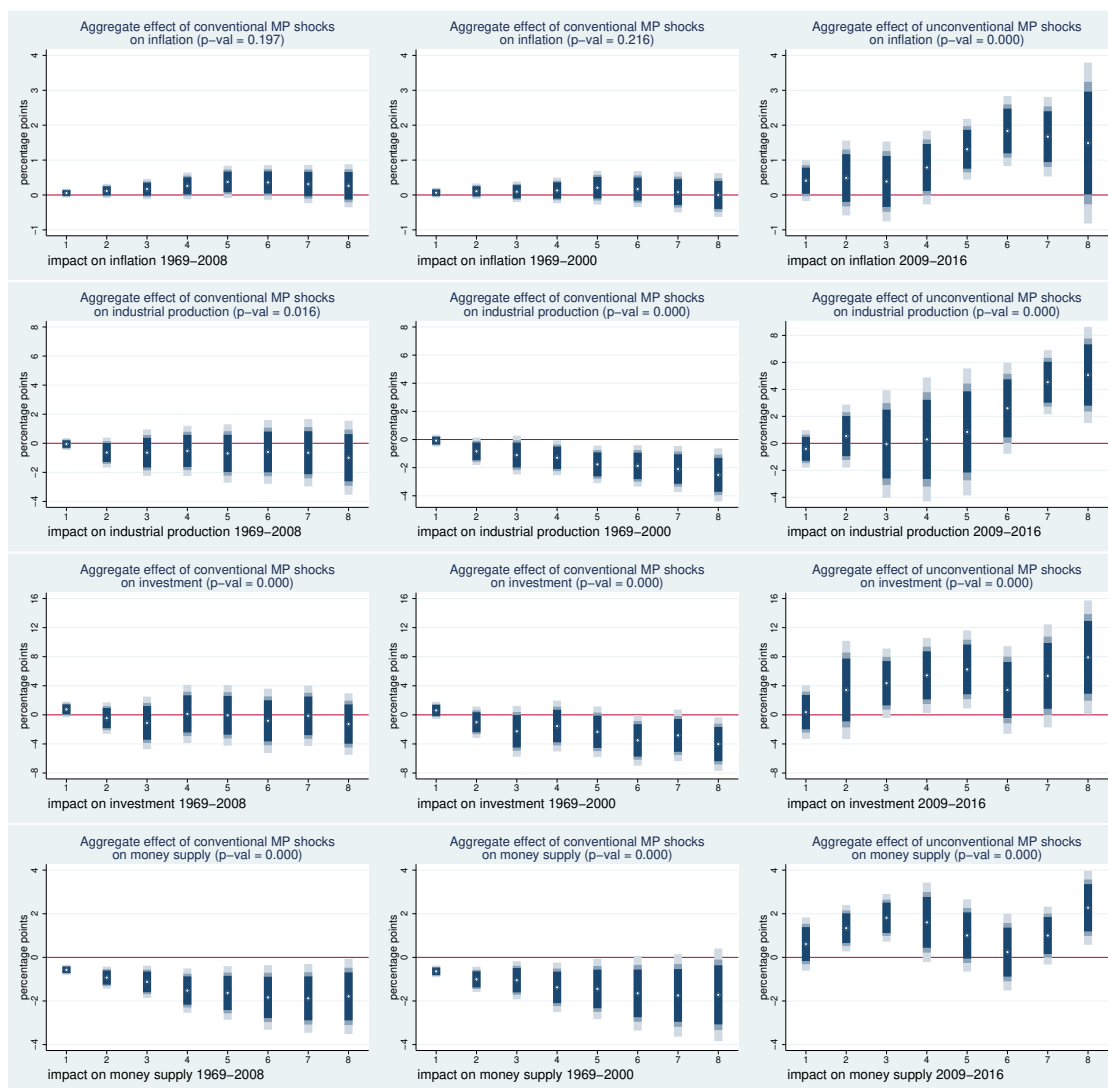 Aggregate effect of conventional MP shocks
on inflation (p−val = 0.197)
percentage points
4
3
2
1
0
−1
1 2 3 4 5 6 7 8
impact on inflation 1969−2008
Aggregate effect of conventional MP shocks
on inflation (p−val = 0.216)
percentage points
4
3
2
1
0
−1
1 2 3 4 5 6 7 8
impact on inflation 1969−2000
Aggregate effect of unconventional MP shocks
on inflation (p−val = 0.000)
percentage points
4
3
2
1
0
−1
1 2 3 4 5 6 7 8
impact on inflation 2009−2016
Aggregate effect of conventional MP shocks
on industrial production (p−val = 0.016)
percentage points
8
6
4
2
0
−2
−4
1 2 3 4 5 6 7 8
impact on industrial production 1969−2008
Aggregate effect of conventional MP shocks
on industrial production (p−val = 0.000)
percentage points
8
6
4
2
0
−2
−4
1 2 3 4 5 6 7 8
impact on industrial production 1969−2000
Aggregate effect of unconventional MP shocks
on industrial production (p−val = 0.000)
percentage points
8
6
4
2
0
−2
−4
1 2 3 4 5 6 7 8
impact on industrial production 2009−2016
Aggregate effect of conventional MP shocks
on investment (p−val = 0.000)
percentage points
16
12
8
4
0
−4
−8
1 2 3 4 5 6 7 8
impact on investment 1969−2008
Aggregate effect of conventional MP shocks
on investment (p−val = 0.000)
percentage points
16
12
8
4
0
−4
−8
1 2 3 4 5 6 7 8
impact on investment 1969−2000
Aggregate effect of unconventional MP shocks
on investment (p−val = 0.000)
percentage points
16
12
8
4
0
−4
−8
1 2 3 4 5 6 7 8
impact on investment 2009−2016
Aggregate effect of conventional MP shocks
on money supply (p−val = 0.000)
percentage points
4
2
0
−2
−4
1 2 3 4 5 6 7 8
impact on money supply 1969−2008
Aggregate effect of conventional MP shocks
on money supply (p−val = 0.000)
percentage points
4
2
0
−2
−4
1 2 3 4 5 6 7 8
impact on money supply 1969−2000
Aggregate effect of unconventional MP shocks
on money supply (p−val = 0.000)
percentage points
4
2
0
−2
−4
1 2 3 4 5 6 7 8
impact on money supply 2009−2016